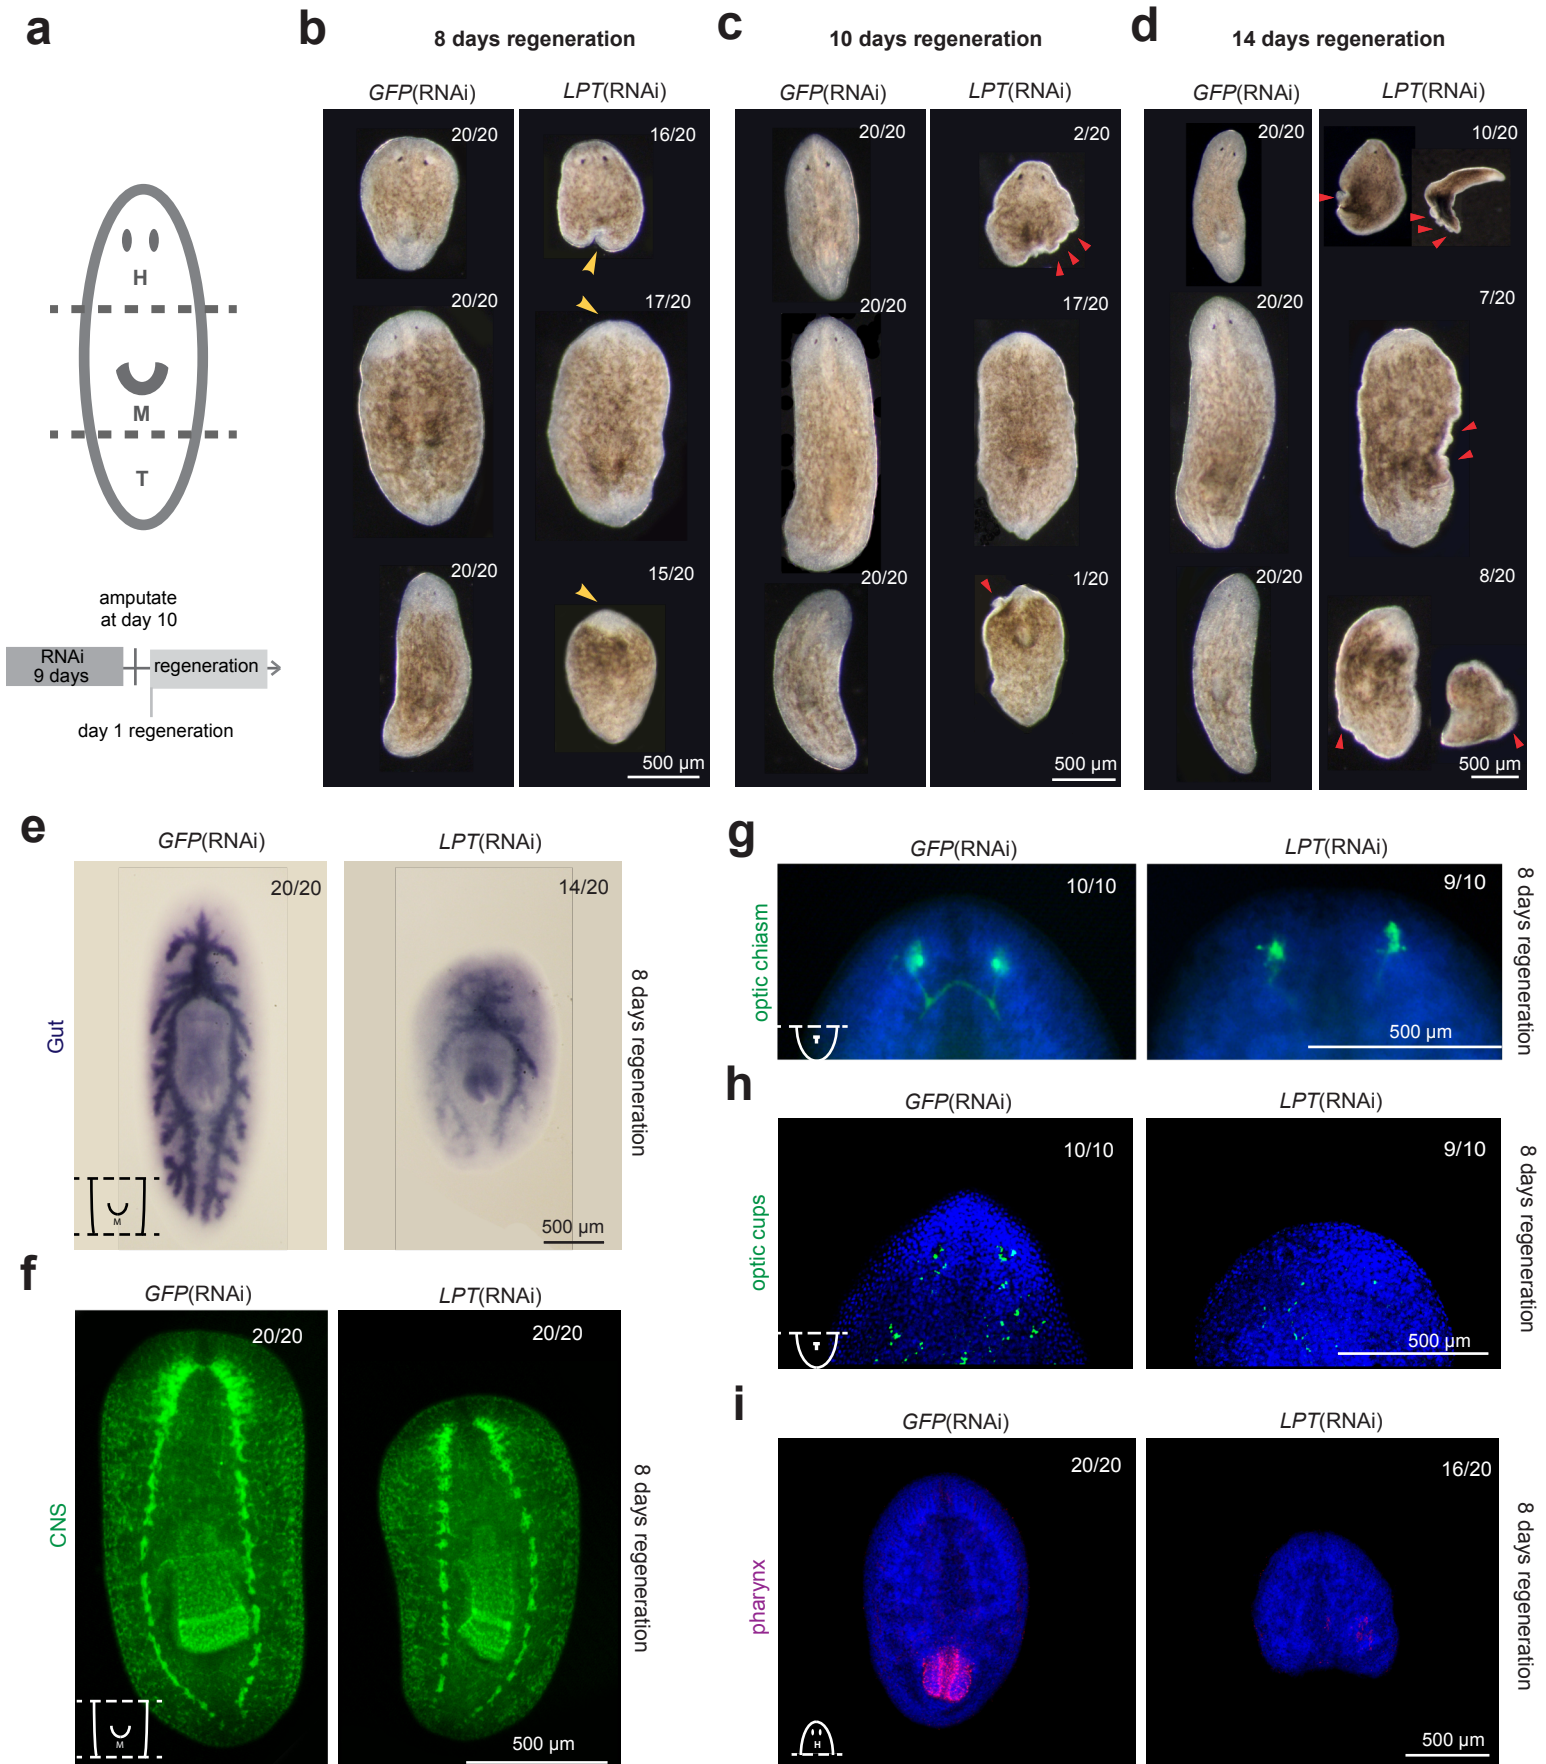 a
H
M
T
amputate
at day 10
RNAi
9 days
regeneration
day 1 regeneration
b
8 days regeneration
GFP(RNAi)
LPT(RNAi)
20/20
16/20
20/20
17/20
20/20
15/20
500 µm
c
10 days regeneration
GFP(RNAi)
LPT(RNAi)
20/20
2/20
20/20
17/20
20/20
1/20
500 µm
d
14 days regeneration
GFP(RNAi)
LPT(RNAi)
20/20
10/20
20/20
7/20
20/20
8/20
500 µm
e
GFP(RNAi)
LPT(RNAi)
Gut
20/20
14/20
M
500 µm
8 days regeneration
f
GFP(RNAi)
LPT(RNAi)
CNS
20/20
20/20
M
500 µm
8 days regeneration
g
GFP(RNAi)
LPT(RNAi)
optic chiasm
10/10
9/10
T
500 µm
8 days regeneration
h
GFP(RNAi)
LPT(RNAi)
optic cups
10/10
9/10
T
500 µm
8 days regeneration
i
GFP(RNAi)
LPT(RNAi)
pharynx
20/20
16/20
H
500 µm
8 days regeneration